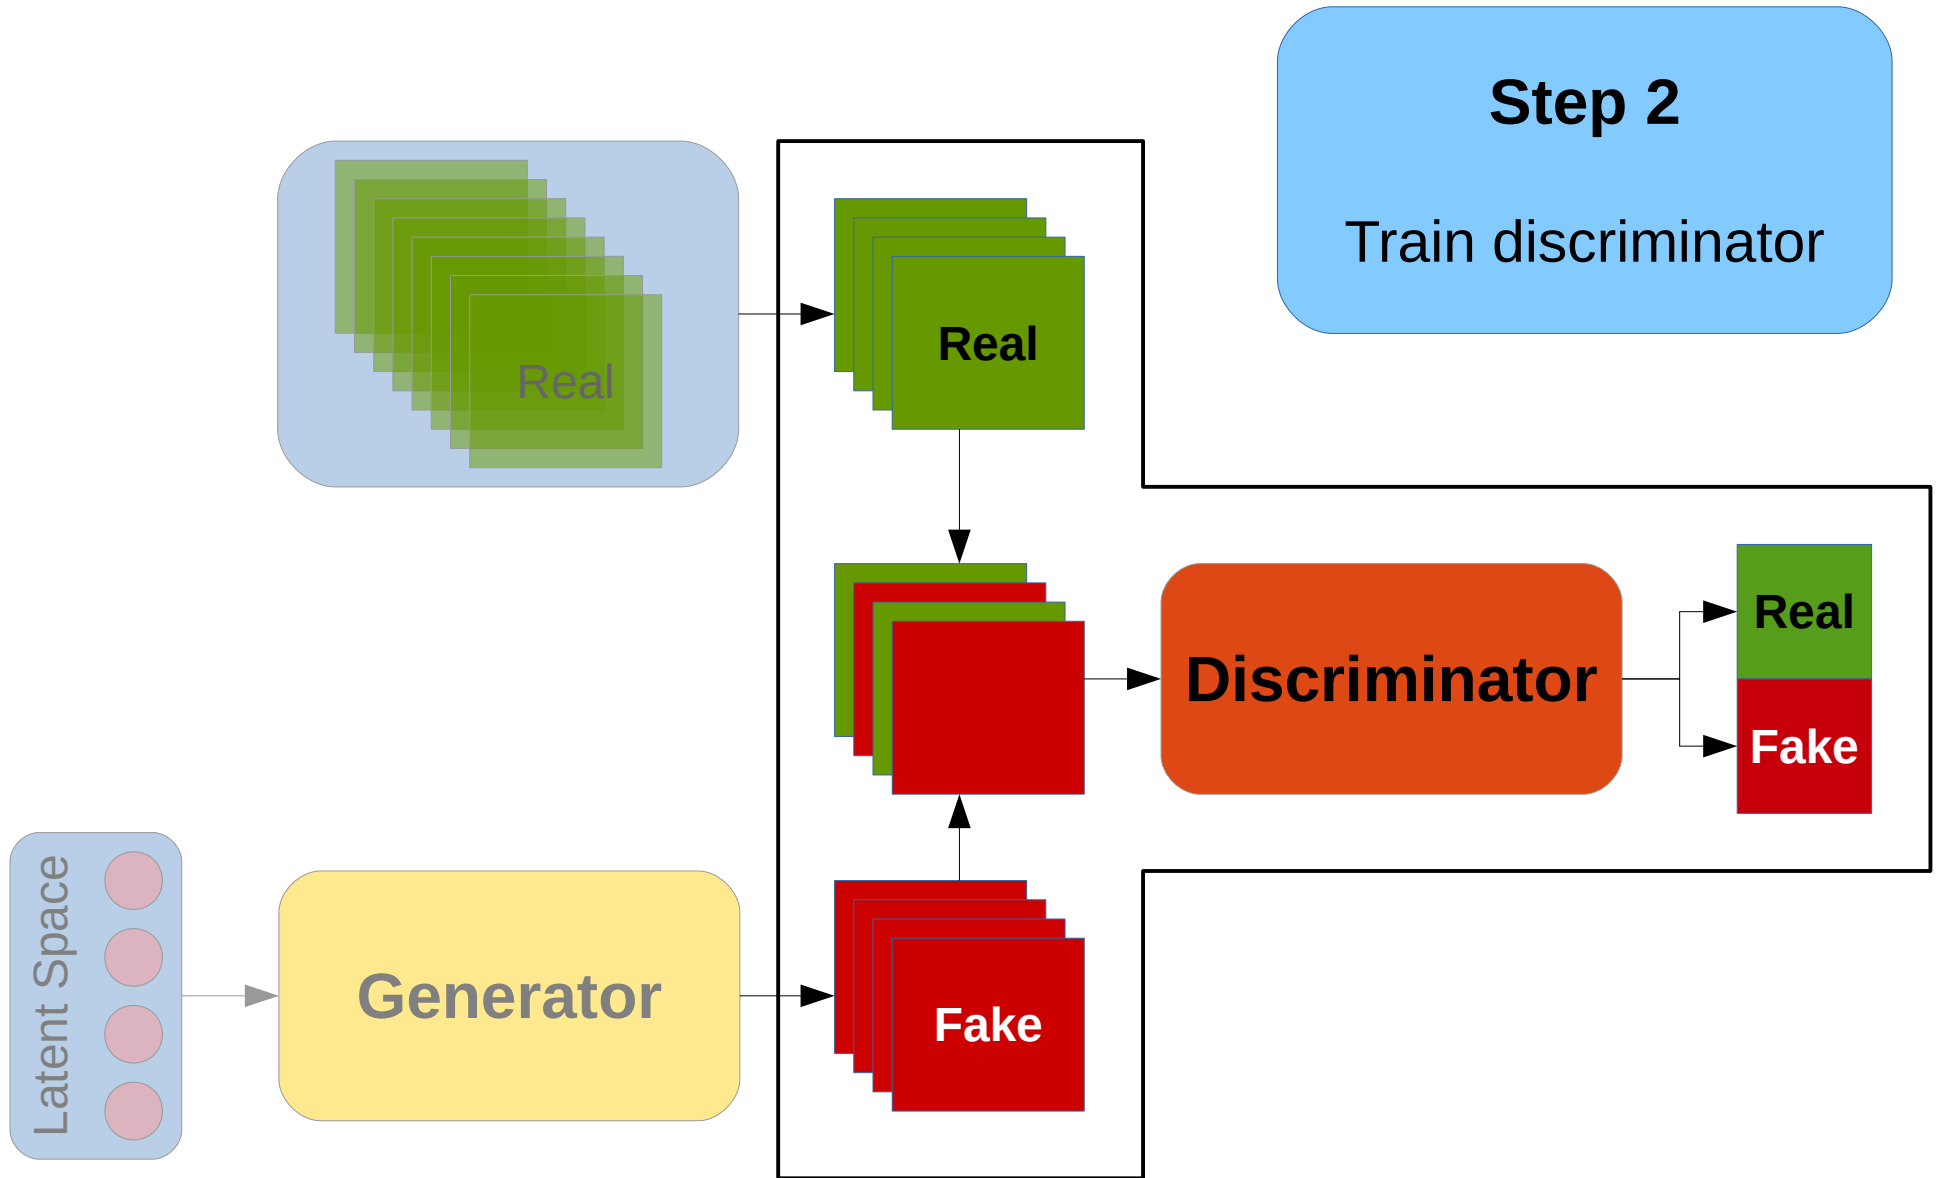 Step 2
Train discriminator
Real
Real
Discriminator
Real
Fake
Latent Space
Generator
Fake